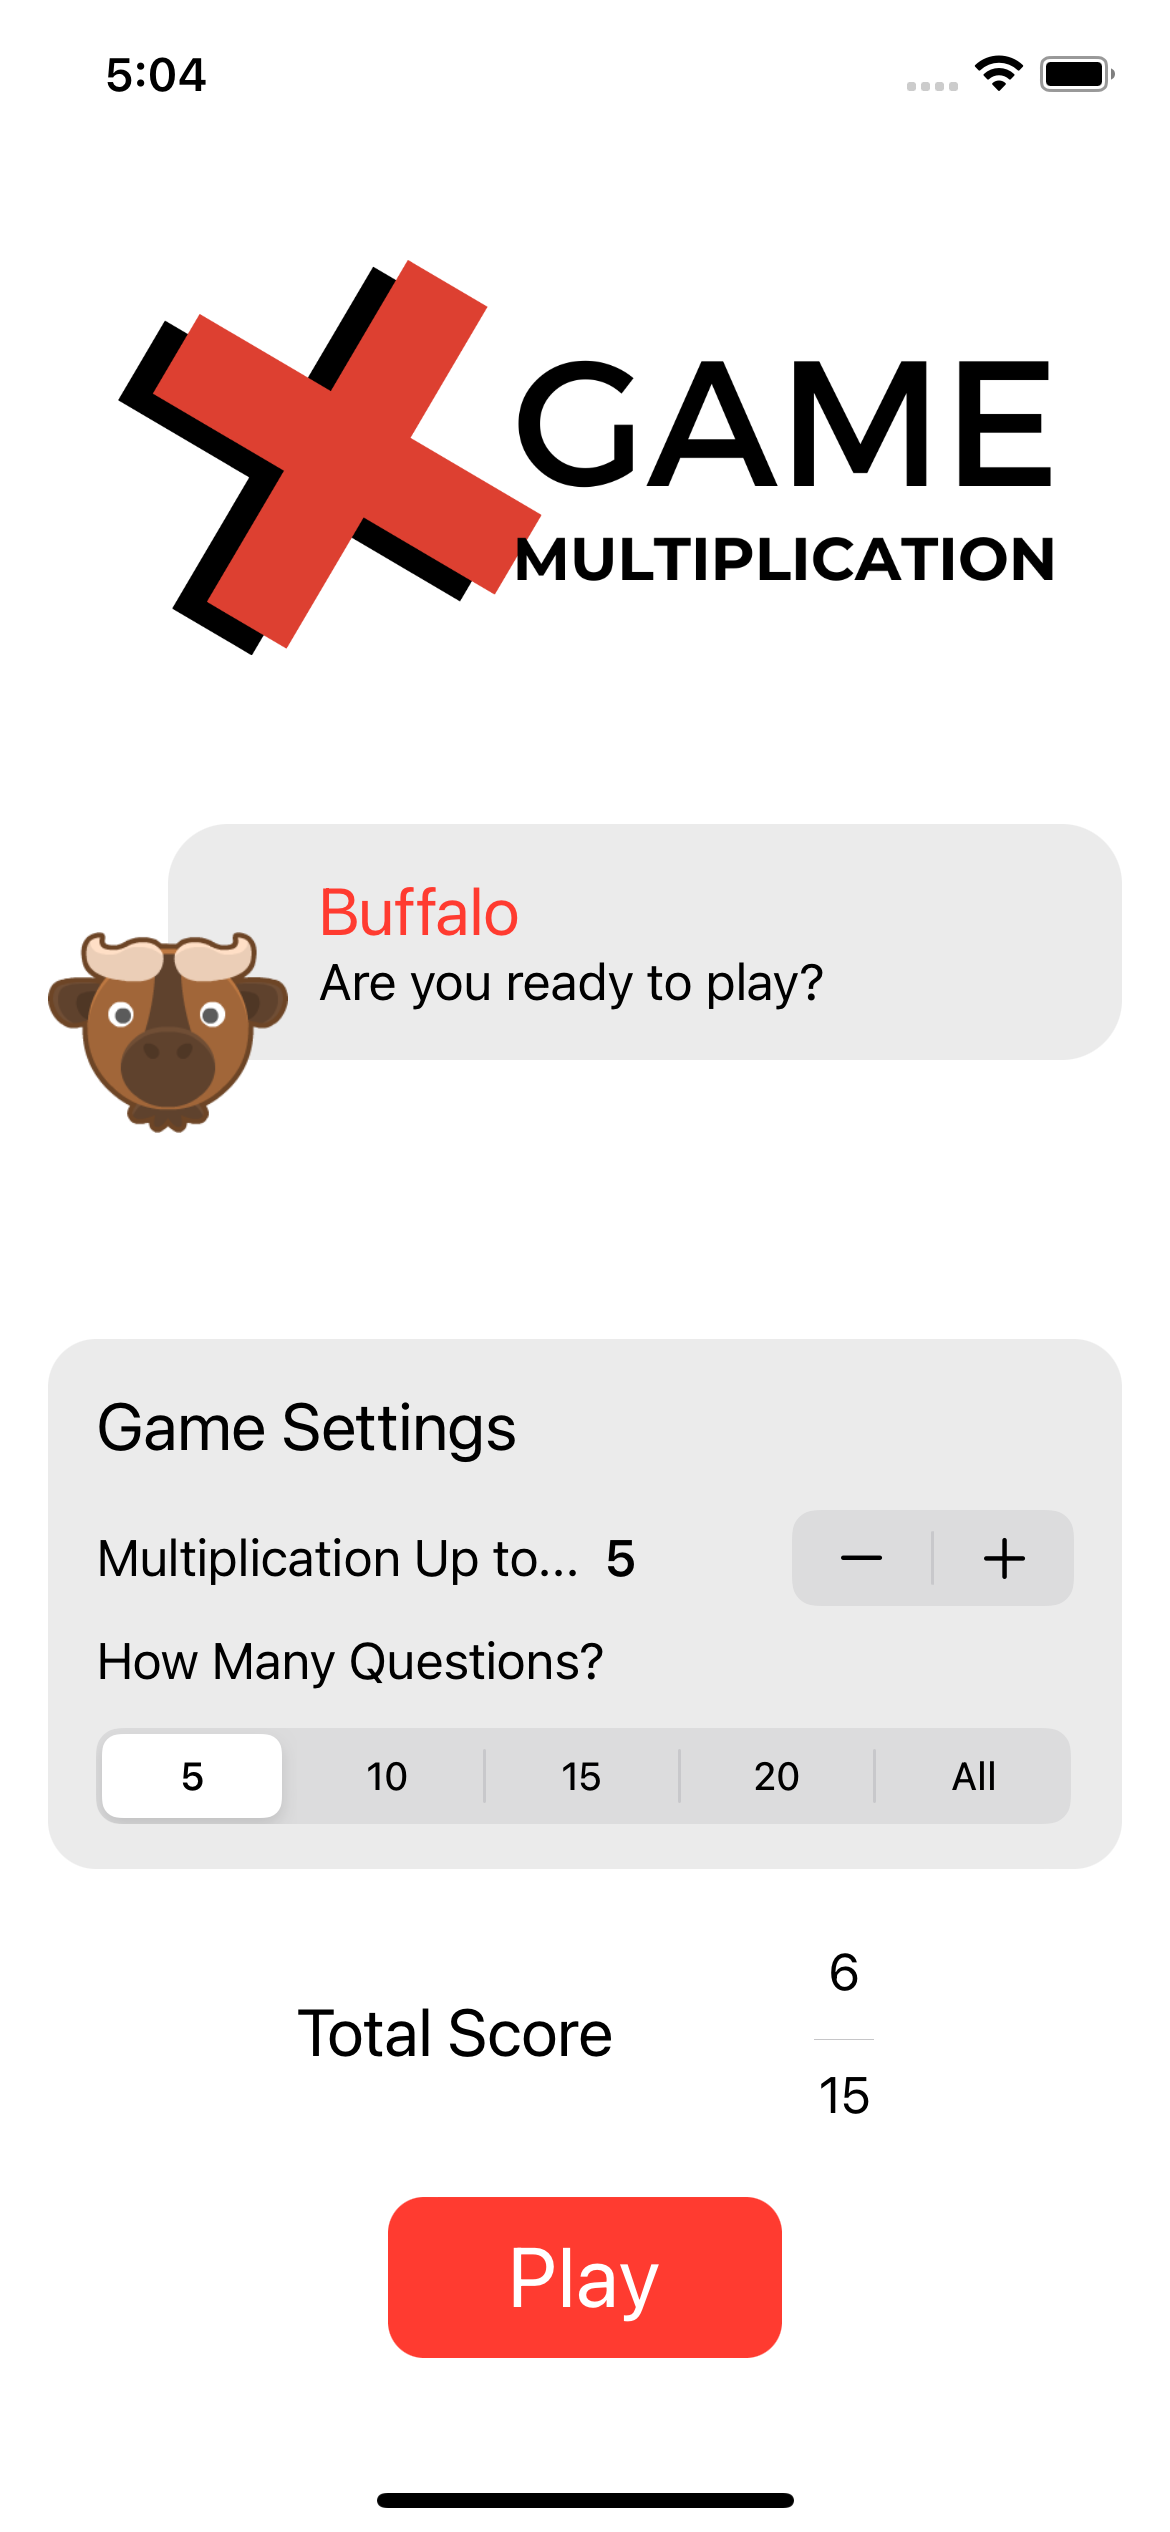 5:04
GAME
MULTIPLICATION
Buffalo
Are you ready to play?
Game Settings
Multiplication Up to... 5
How Many Questions?
5 10 15 20 All
6
Total Score
15
Play